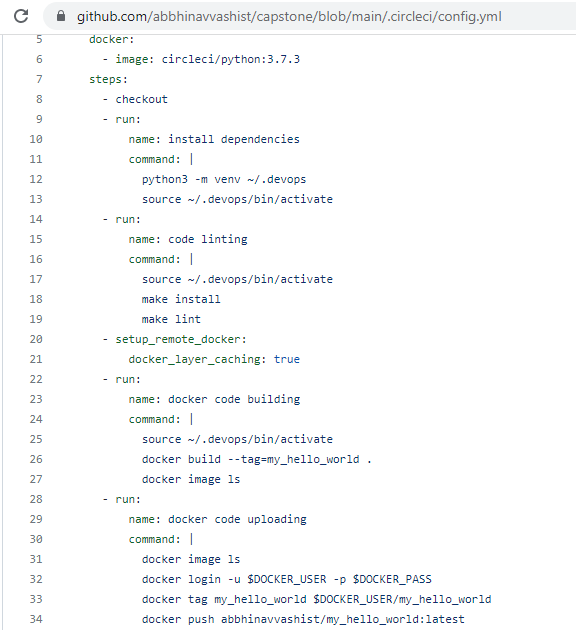 github.com/abbhinavvashist/capstone/blob/main/.circleci/config.yml
5 docker:
6 - image: circleci/python:3.7.3
7 steps:
8 - checkout
9 - run:
10 name: install dependencies
11 command: |
12 python3 -m venv ~/.devops
13 source ~/.devops/bin/activate
14 - run:
15 name: code linting
16 command: |
17 source ~/.devops/bin/activate
18 make install
19 make lint
20 - setup_remote_docker:
21 docker_layer_caching: true
22 - run:
23 name: docker code building
24 command: |
25 source ~/.devops/bin/activate
26 docker build --tag=my_hello_world .
27 docker image ls
28 - run:
29 name: docker code uploading
30 command: |
31 docker image ls
32 docker login -u $DOCKER_USER -p $DOCKER_PASS
33 docker tag my_hello_world $DOCKER_USER/my_hello_world
34 docker push abbhinavvashist/my_hello_world:latest